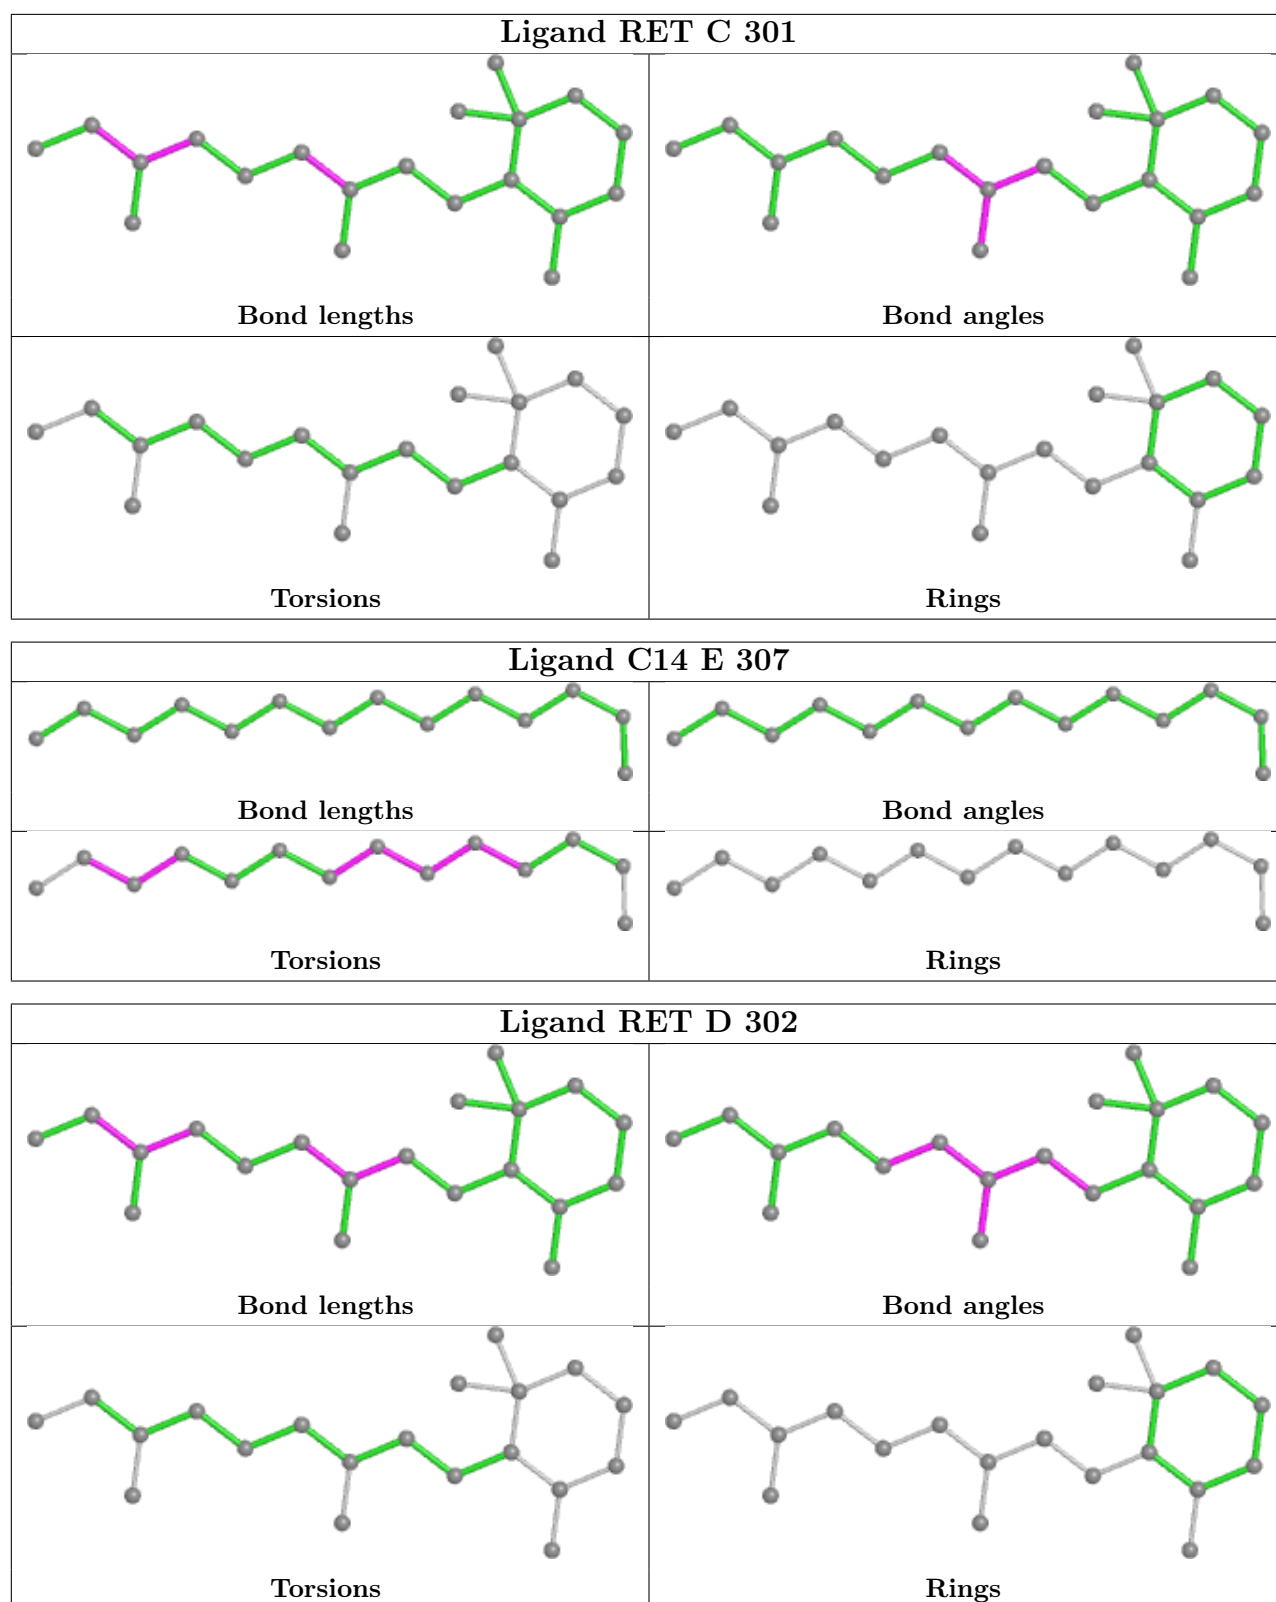 Ligand RET C 301
Bond lengths
Bond angles
Torsions
Rings
Ligand C14 E 307
Bond lengths
Bond angles
Torsions
Rings
Ligand RET D 302
Bond lengths
Bond angles
Torsions
Rings